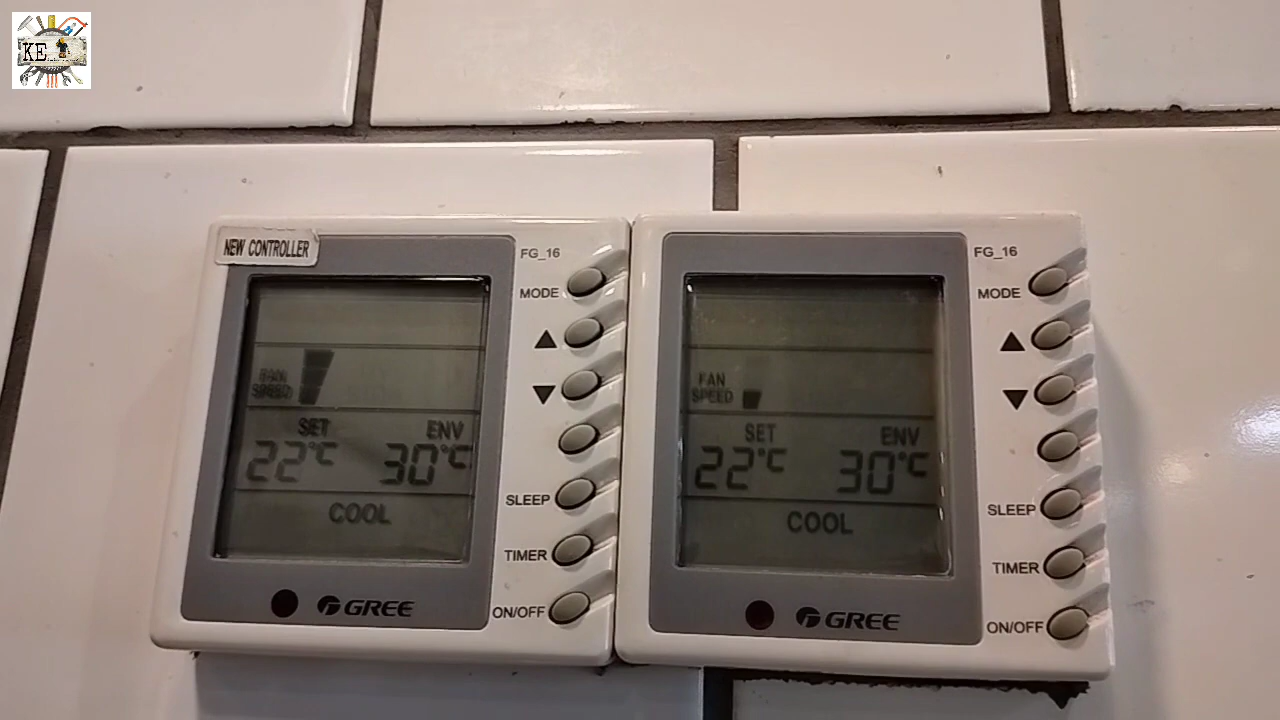 KE
NEW CONTROLLER
FG_16
MODE
▲
FAN
SPEED
▼
SET ENV
22°C 30°C
SLEEP
COOL
TIMER
GREE
ON/OFF
FG_16
MODE
▲
FAN
SPEED
▼
SET ENV
22°C 30°C
SLEEP
COOL
TIMER
GREE
ON/OFF